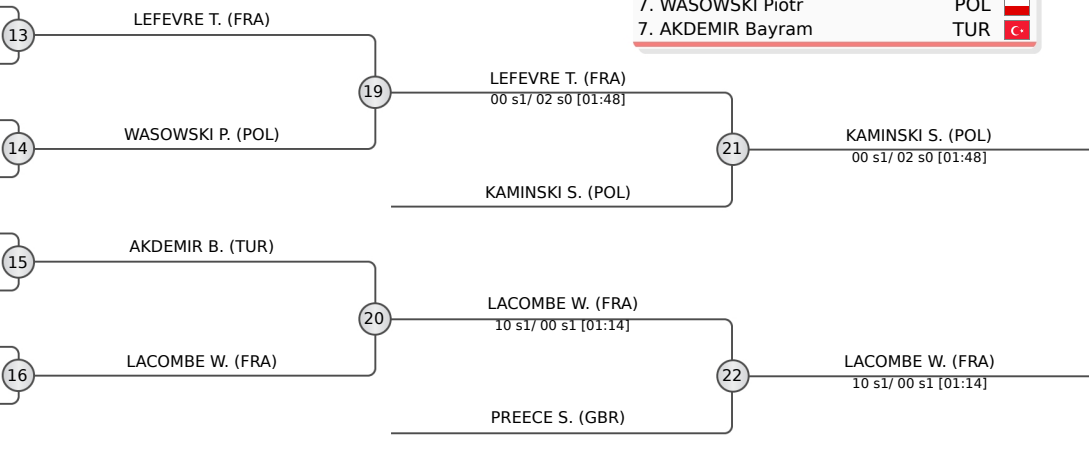 7. WASOWSKI Piotr POL
7. AKDEMIR Bayram TUR
LEFEVRE T. (FRA)
13
19
LEFEVRE T. (FRA)
00 s1/ 02 s0 [01:48]
14
WASOWSKI P. (POL)
21
KAMINSKI S. (POL)
00 s1/ 02 s0 [01:48]
KAMINSKI S. (POL)
AKDEMIR B. (TUR)
15
20
LACOMBE W. (FRA)
10 s1/ 00 s1 [01:14]
16
LACOMBE W. (FRA)
22
LACOMBE W. (FRA)
10 s1/ 00 s1 [01:14]
PREECE S. (GBR)